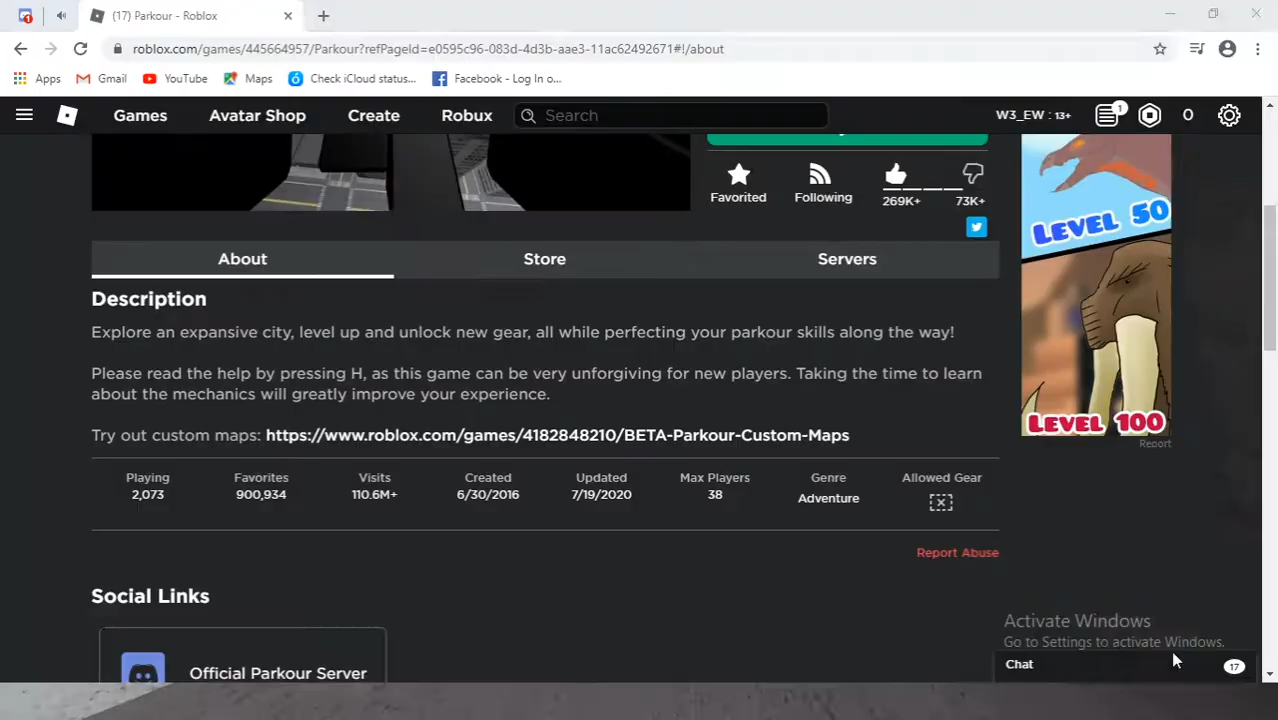 1
(17) Parkour - Roblox
roblox.com/games/445664957/Parkour?refPageId=e0595c96-083d-4d3b-aae3-11ac62492671#!/about
Apps Gmail YouTube Maps Check iCloud status... Facebook - Log In o...
Games Avatar Shop Create Robux Search W3_EW : 13+ 1 0
Favorited Following 269K+ 73K+
LEVEL 50
LEVEL 100
Report
About Store Servers
Description
Explore an expansive city, level up and unlock new gear, all while perfecting your parkour skills along the way!
Please read the help by pressing H, as this game can be very unforgiving for new players. Taking the time to learn
about the mechanics will greatly improve your experience.
Try out custom maps: https://www.roblox.com/games/4182848210/BETA-Parkour-Custom-Maps
Playing Favorites Visits Created Updated Max Players Genre Allowed Gear
2,073 900,934 110.6M+ 6/30/2016 7/19/2020 38 Adventure
Report Abuse
Social Links
Official Parkour Server
Activate Windows
Go to Settings to activate Windows.
Chat 17